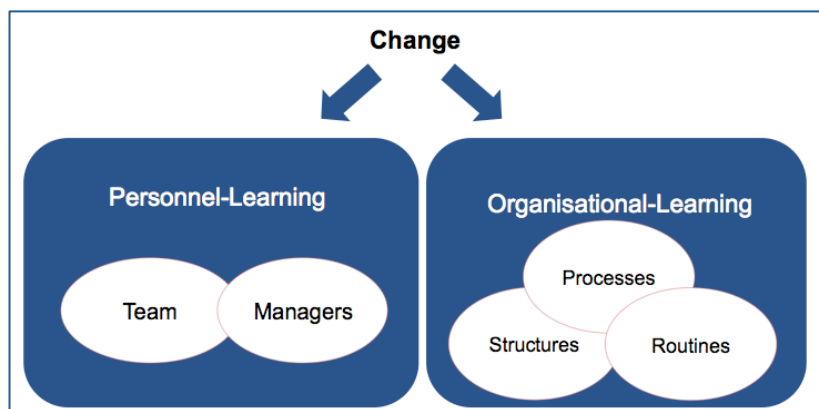 Change
Personnel-Learning
Team
Managers
Organisational-Learning
Processes
Structures
Routines